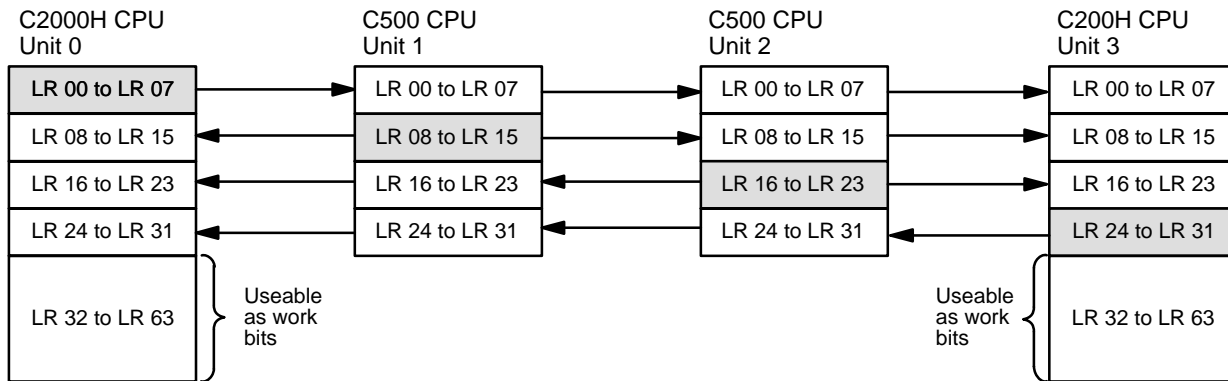 C2000H CPU
Unit 0
C500 CPU
Unit 1
C500 CPU
Unit 2
C200H CPU
Unit 3
LR 00 to LR 07
LR 00 to LR 07
LR 00 to LR 07
LR 00 to LR 07
LR 08 to LR 15
LR 08 to LR 15
LR 08 to LR 15
LR 08 to LR 15
LR 16 to LR 23
LR 16 to LR 23
LR 16 to LR 23
LR 16 to LR 23
LR 24 to LR 31
LR 24 to LR 31
LR 24 to LR 31
LR 24 to LR 31
LR 32 to LR 63
Useable
as work
bits
Useable
as work
bits
LR 32 to LR 63